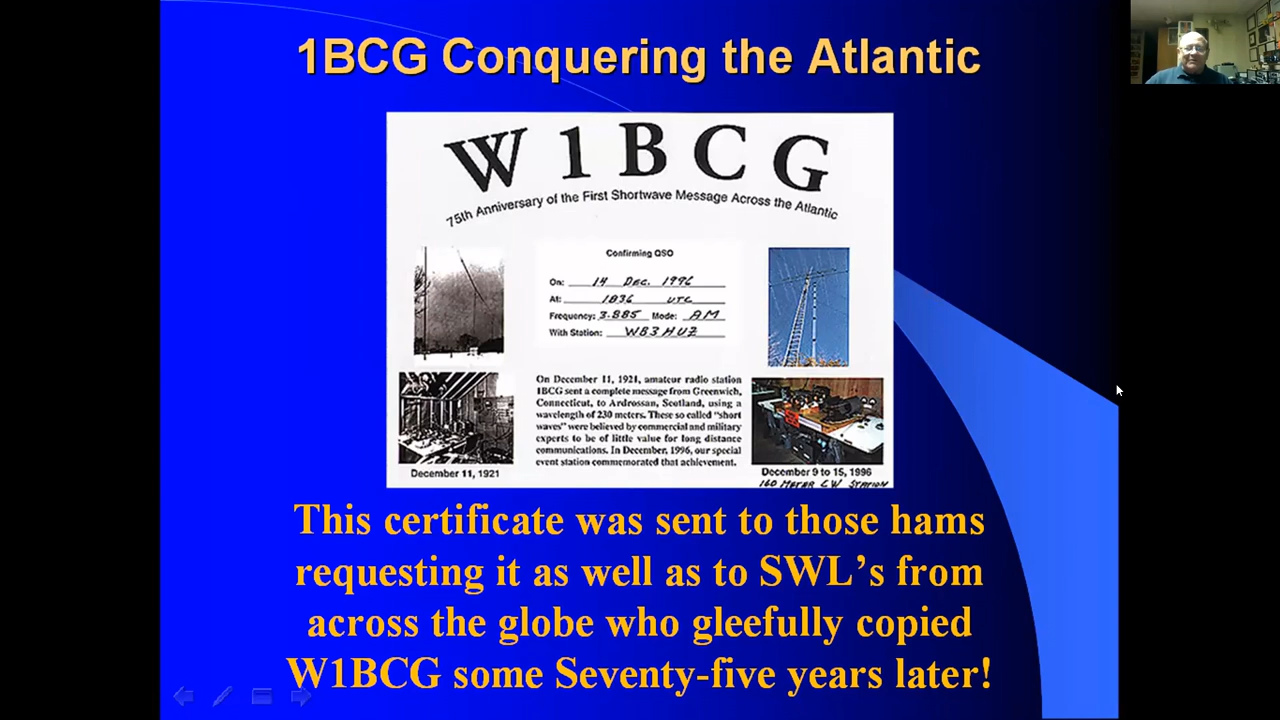 1BCG Conquering the Atlantic
W1BCG
75th Anniversary of the First Shortwave Message Across the Atlantic
Confirming QSO
On: 14 DEC. 1996
At: 1836 UTC
Frequency: 3.885 Mode: AM
With Station: WB3HUZ
On December 11, 1921, amateur radio station
1BCG sent a complete message from Greenwich,
Connecticut, to Ardrossan, Scotland, using a
wavelength of 230 meters. These so called "short
waves" were believed by commercial and military
experts to be of little value for long distance
communications. In December, 1996, our special
event station commemorated that achievement.
December 11, 1921
December 9 to 15, 1996
160 METER CW STATION
This certificate was sent to those hams
requesting it as well as to SWL's from
across the globe who gleefully copied
W1BCG some Seventy-five years later!